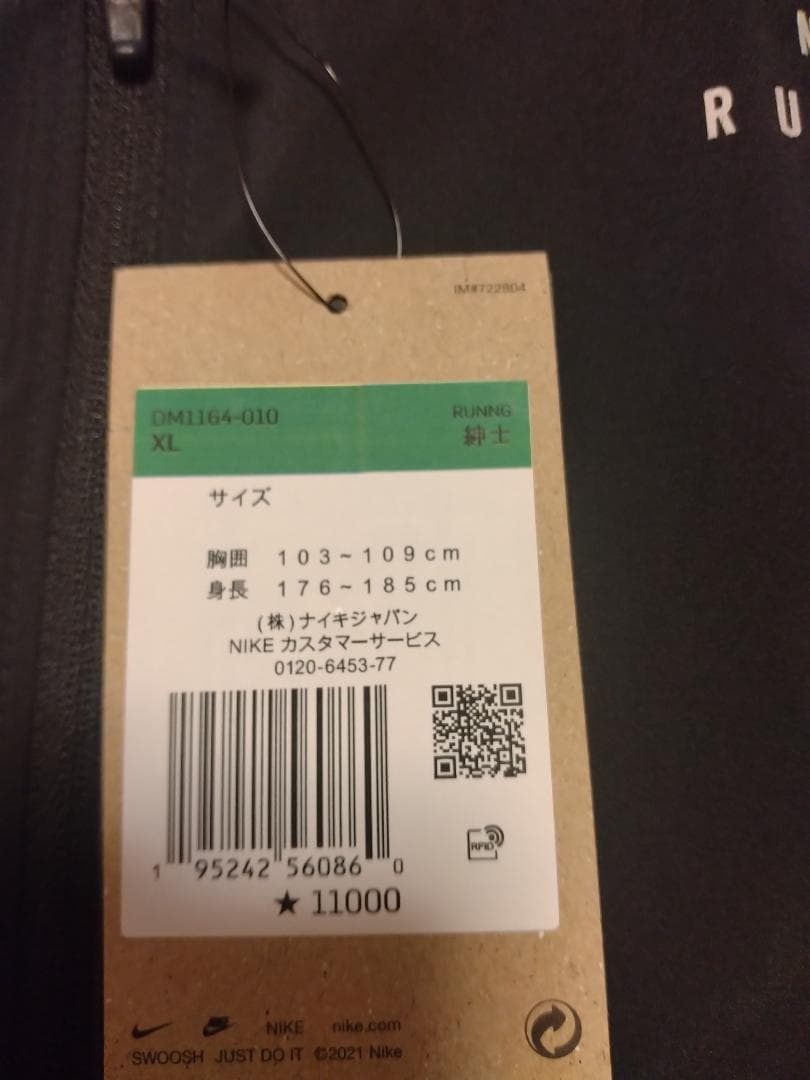 RU
IM#722804
DM1164-010
XL
RUNNG
紳士
サイズ
胸囲 103~109cm
身長 176~185cm
(株)ナイキジャパン
NIKE カスタマーサービス
0120-6453-77
RFID
1 95242 56086 0
★ 11000
NIKE nike.com
SWOOSH JUST DO IT ©2021 Nike